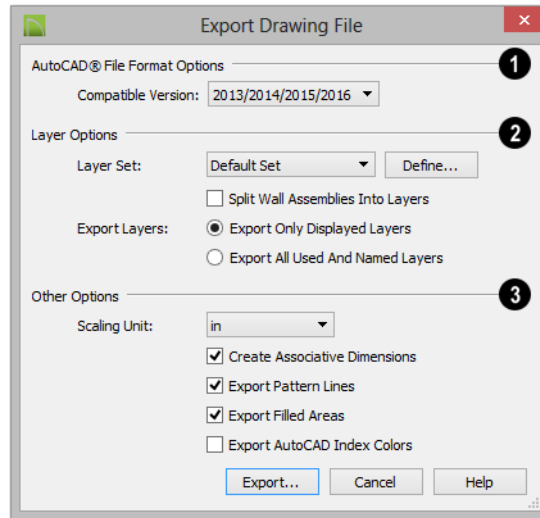 Export Drawing File
AutoCAD® File Format Options
1
Compatible Version: 2013/2014/2015/2016
Layer Options
2
Layer Set: Default Set Define...
Split Wall Assemblies Into Layers
Export Layers: Export Only Displayed Layers
Export All Used And Named Layers
Other Options
3
Scaling Unit: in
Create Associative Dimensions
Export Pattern Lines
Export Filled Areas
Export AutoCAD Index Colors
Export... Cancel Help